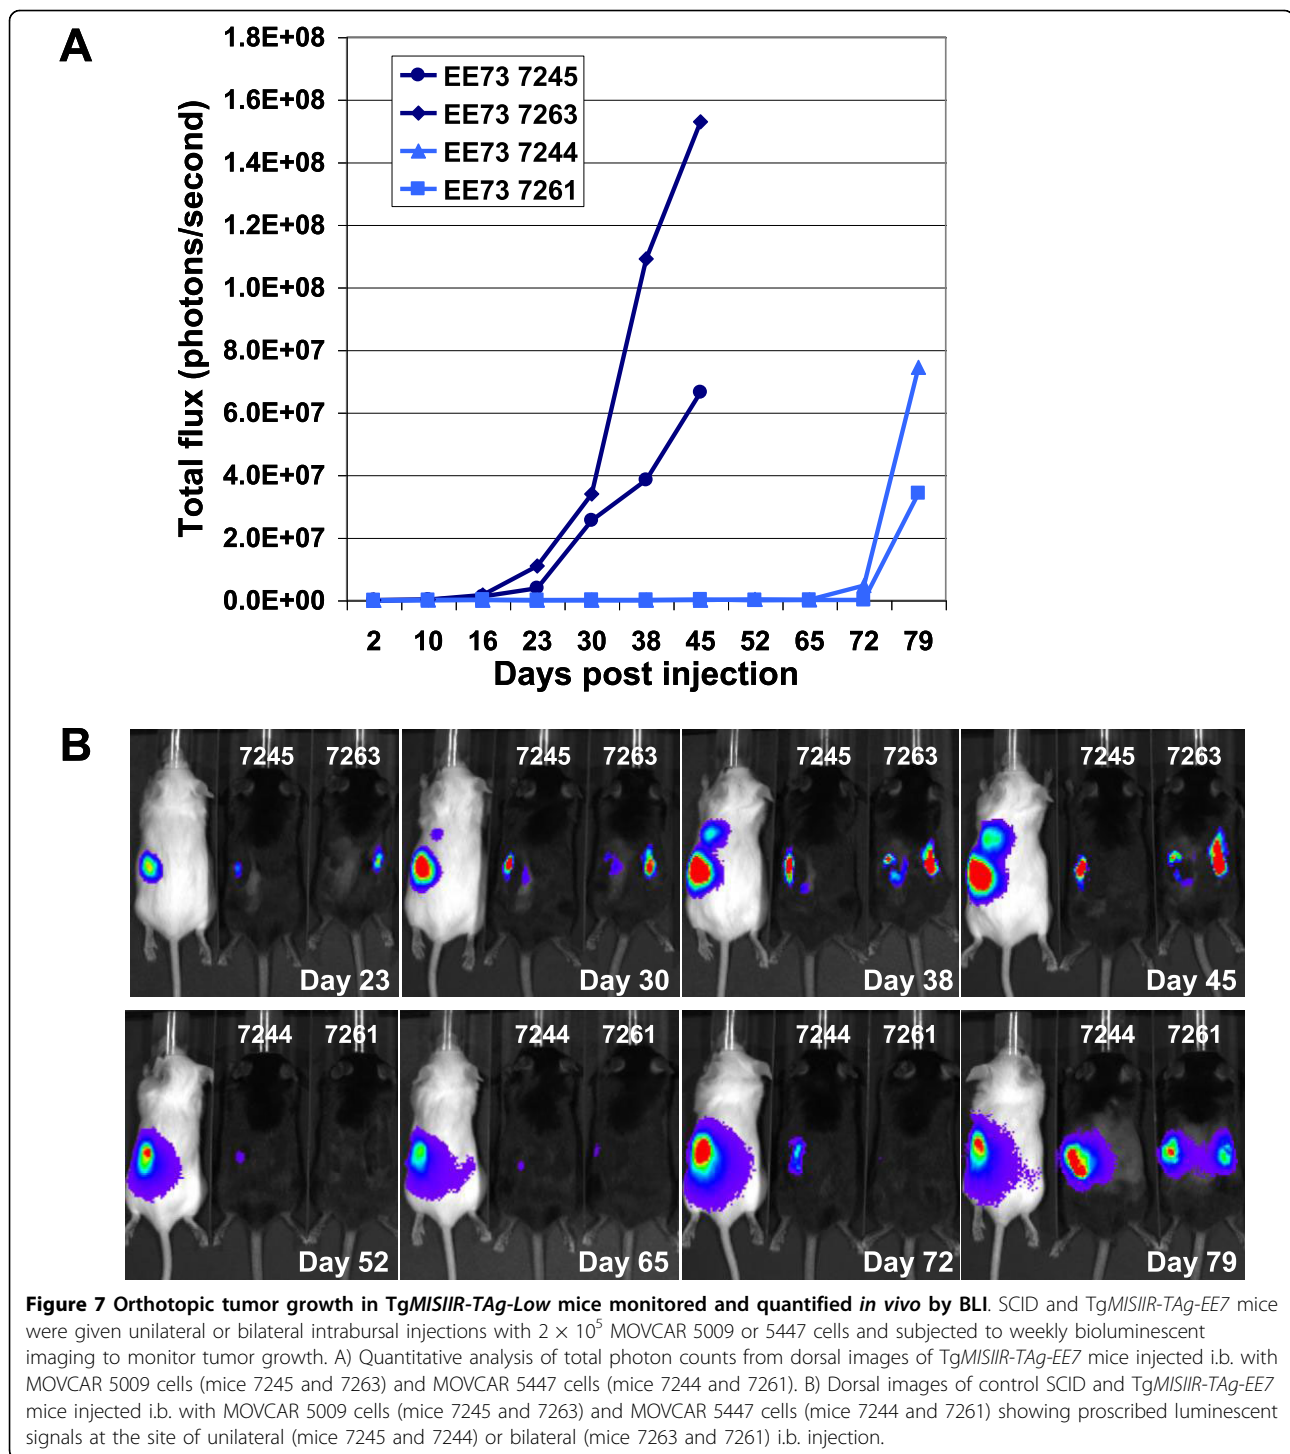 A
1.8E+08
1.6E+08
1.4E+08
1.2E+08
1.0E+08
8.0E+07
6.0E+07
4.0E+07
2.0E+07
0.0E+00
Total flux (photons/second)
EE73 7245
EE73 7263
EE73 7244
EE73 7261
2 10 16 23 30 38 45 52 65 72 79
Days post injection
B
7245 7263 7245 7263 7245 7263 7245 7263
Day 23 Day 30 Day 38 Day 45
7244 7261 7244 7261 7244 7261 7244 7261
Day 52 Day 65 Day 72 Day 79
Figure 7 Orthotopic tumor growth in TgMISIIR-TAg-Low mice monitored and quantified in vivo by BLI. SCID and TgMISIIR-TAg-EE7 mice
were given unilateral or bilateral intrabursal injections with 2 × 10⁵ MOVCAR 5009 or 5447 cells and subjected to weekly bioluminescent
imaging to monitor tumor growth. A) Quantitative analysis of total photon counts from dorsal images of TgMISIIR-TAg-EE7 mice injected i.b. with
MOVCAR 5009 cells (mice 7245 and 7263) and MOVCAR 5447 cells (mice 7244 and 7261). B) Dorsal images of control SCID and TgMISIIR-TAg-EE7
mice injected i.b. with MOVCAR 5009 cells (mice 7245 and 7263) and MOVCAR 5447 cells (mice 7244 and 7261) showing proscribed luminescent
signals at the site of unilateral (mice 7245 and 7244) or bilateral (mice 7263 and 7261) i.b. injection.